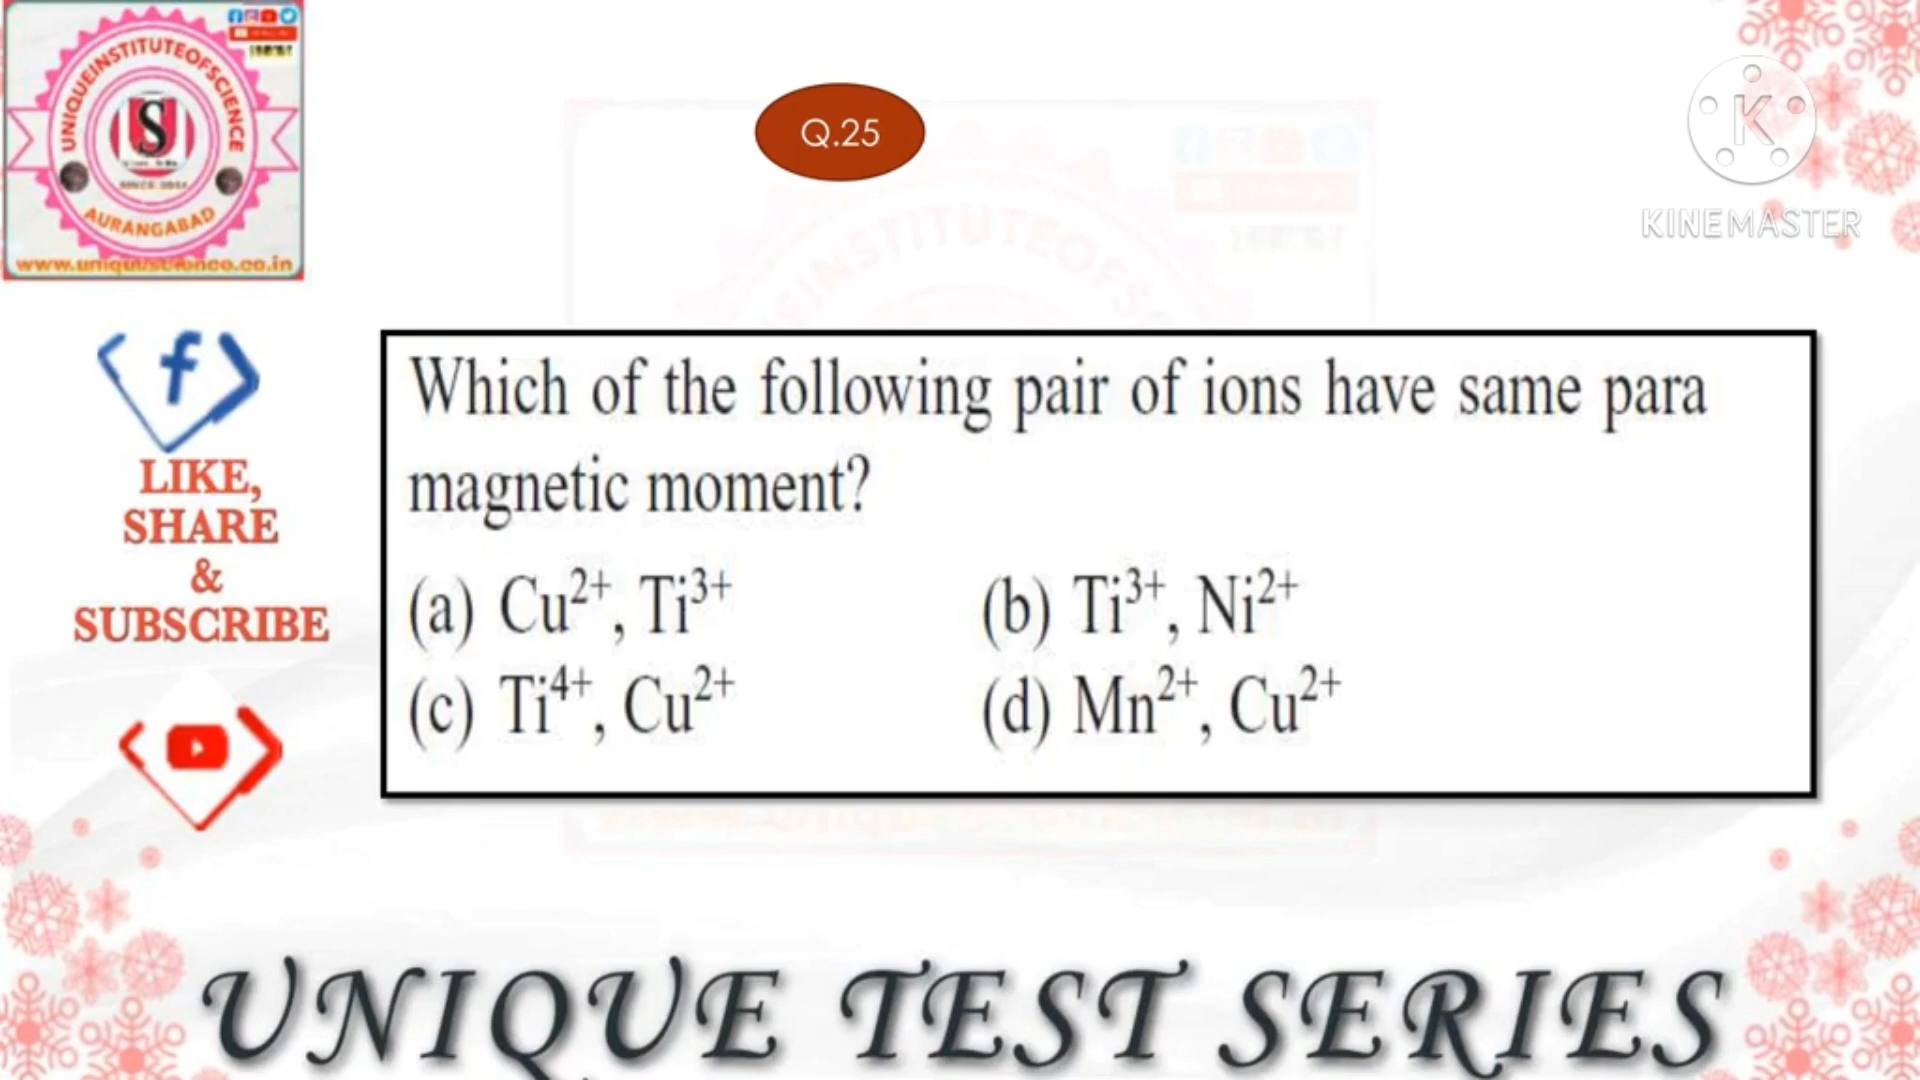 UNIQUEINSTITUTEOFSCIENCE
S
AURANGABAD
Q.25
K
KINEMASTER
f
LIKE,
SHARE
&
SUBSCRIBE
Which of the following pair of ions have same para
magnetic moment?
(a) Cu²⁺, Ti³⁺
(b) Ti³⁺, Ni²⁺
(c) Ti⁴⁺, Cu²⁺
(d) Mn²⁺, Cu²⁺
UNIQUE TEST SERIES